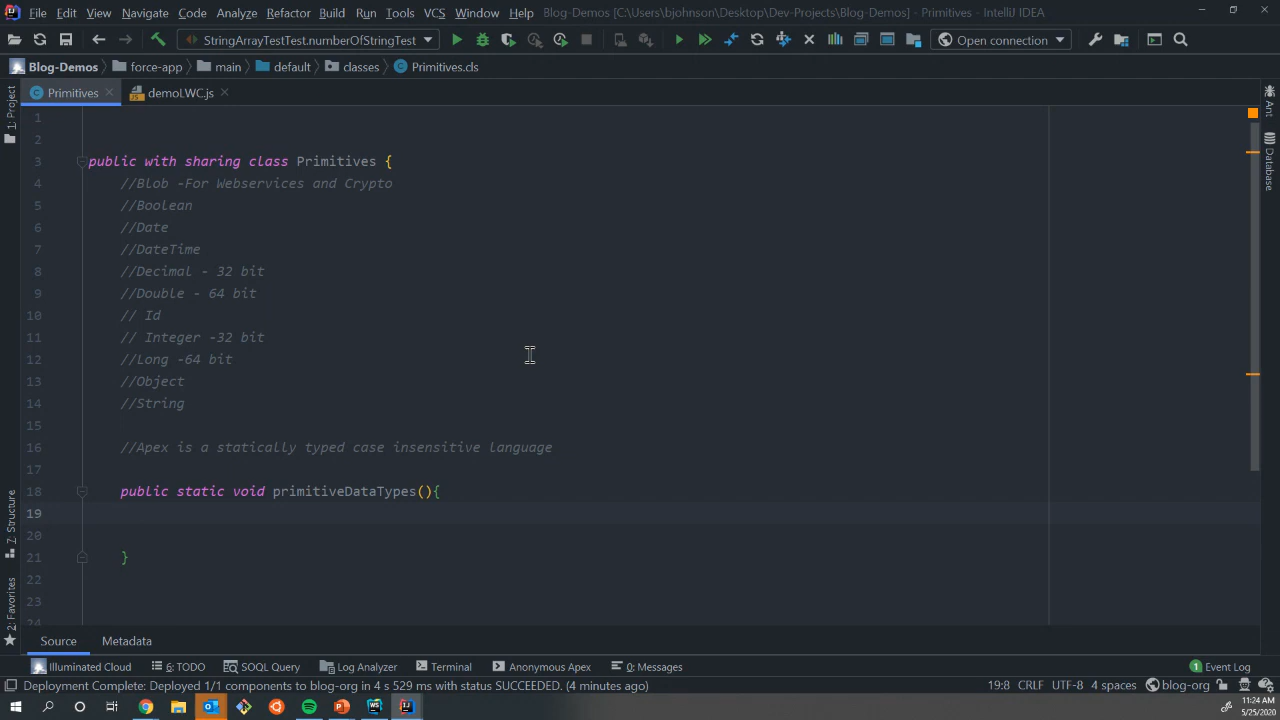 File Edit View Navigate Code Analyze Refactor Build Run Tools VCS Window Help Blog-Demos [C:\Users\bjohnson\Desktop\Dev-Projects\Blog-Demos] - Primitives - IntelliJ IDEA
StringArrayTestTest.numberOfStringTest Open connection
Blog-Demos force-app main default classes Primitives.cls
Primitives demoLWC.js
1: Project
Ant
Database
1
2
3 public with sharing class Primitives {
4 //Blob -For Webservices and Crypto
5 //Boolean
6 //Date
7 //DateTime
8 //Decimal - 32 bit
9 //Double - 64 bit
10 // Id
11 // Integer -32 bit
12 //Long -64 bit
13 //Object
14 //String
15
16 //Apex is a statically typed case insensitive language
17
18 public static void primitiveDataTypes(){
19
20
21 }
22
23
24
Z: Structure
2: Favorites
Source Metadata
Illuminated Cloud 6: TODO SOQL Query Log Analyzer Terminal Anonymous Apex 0: Messages 1 Event Log
Deployment Complete: Deployed 1/1 components to blog-org in 4 s 529 ms with status SUCCEEDED. (4 minutes ago) 19:8 CRLF UTF-8 4 spaces blog-org
11:24 AM
5/25/2020